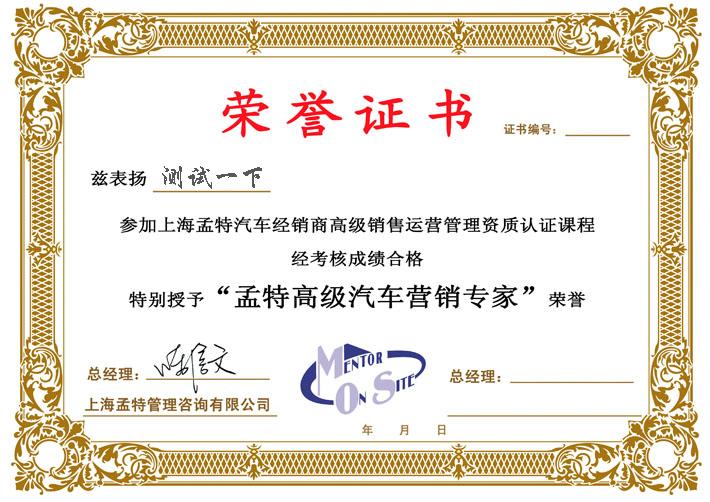 荣誉证书
证书编号：
兹表扬 测试一下
参加上海孟特汽车经销商高级销售运营管理资质认证课程
经考核成绩合格
特别授予“孟特高级汽车营销专家”荣誉
总经理：
MENTOR
ON SITE
总经理：
上海孟特管理咨询有限公司
年 月 日